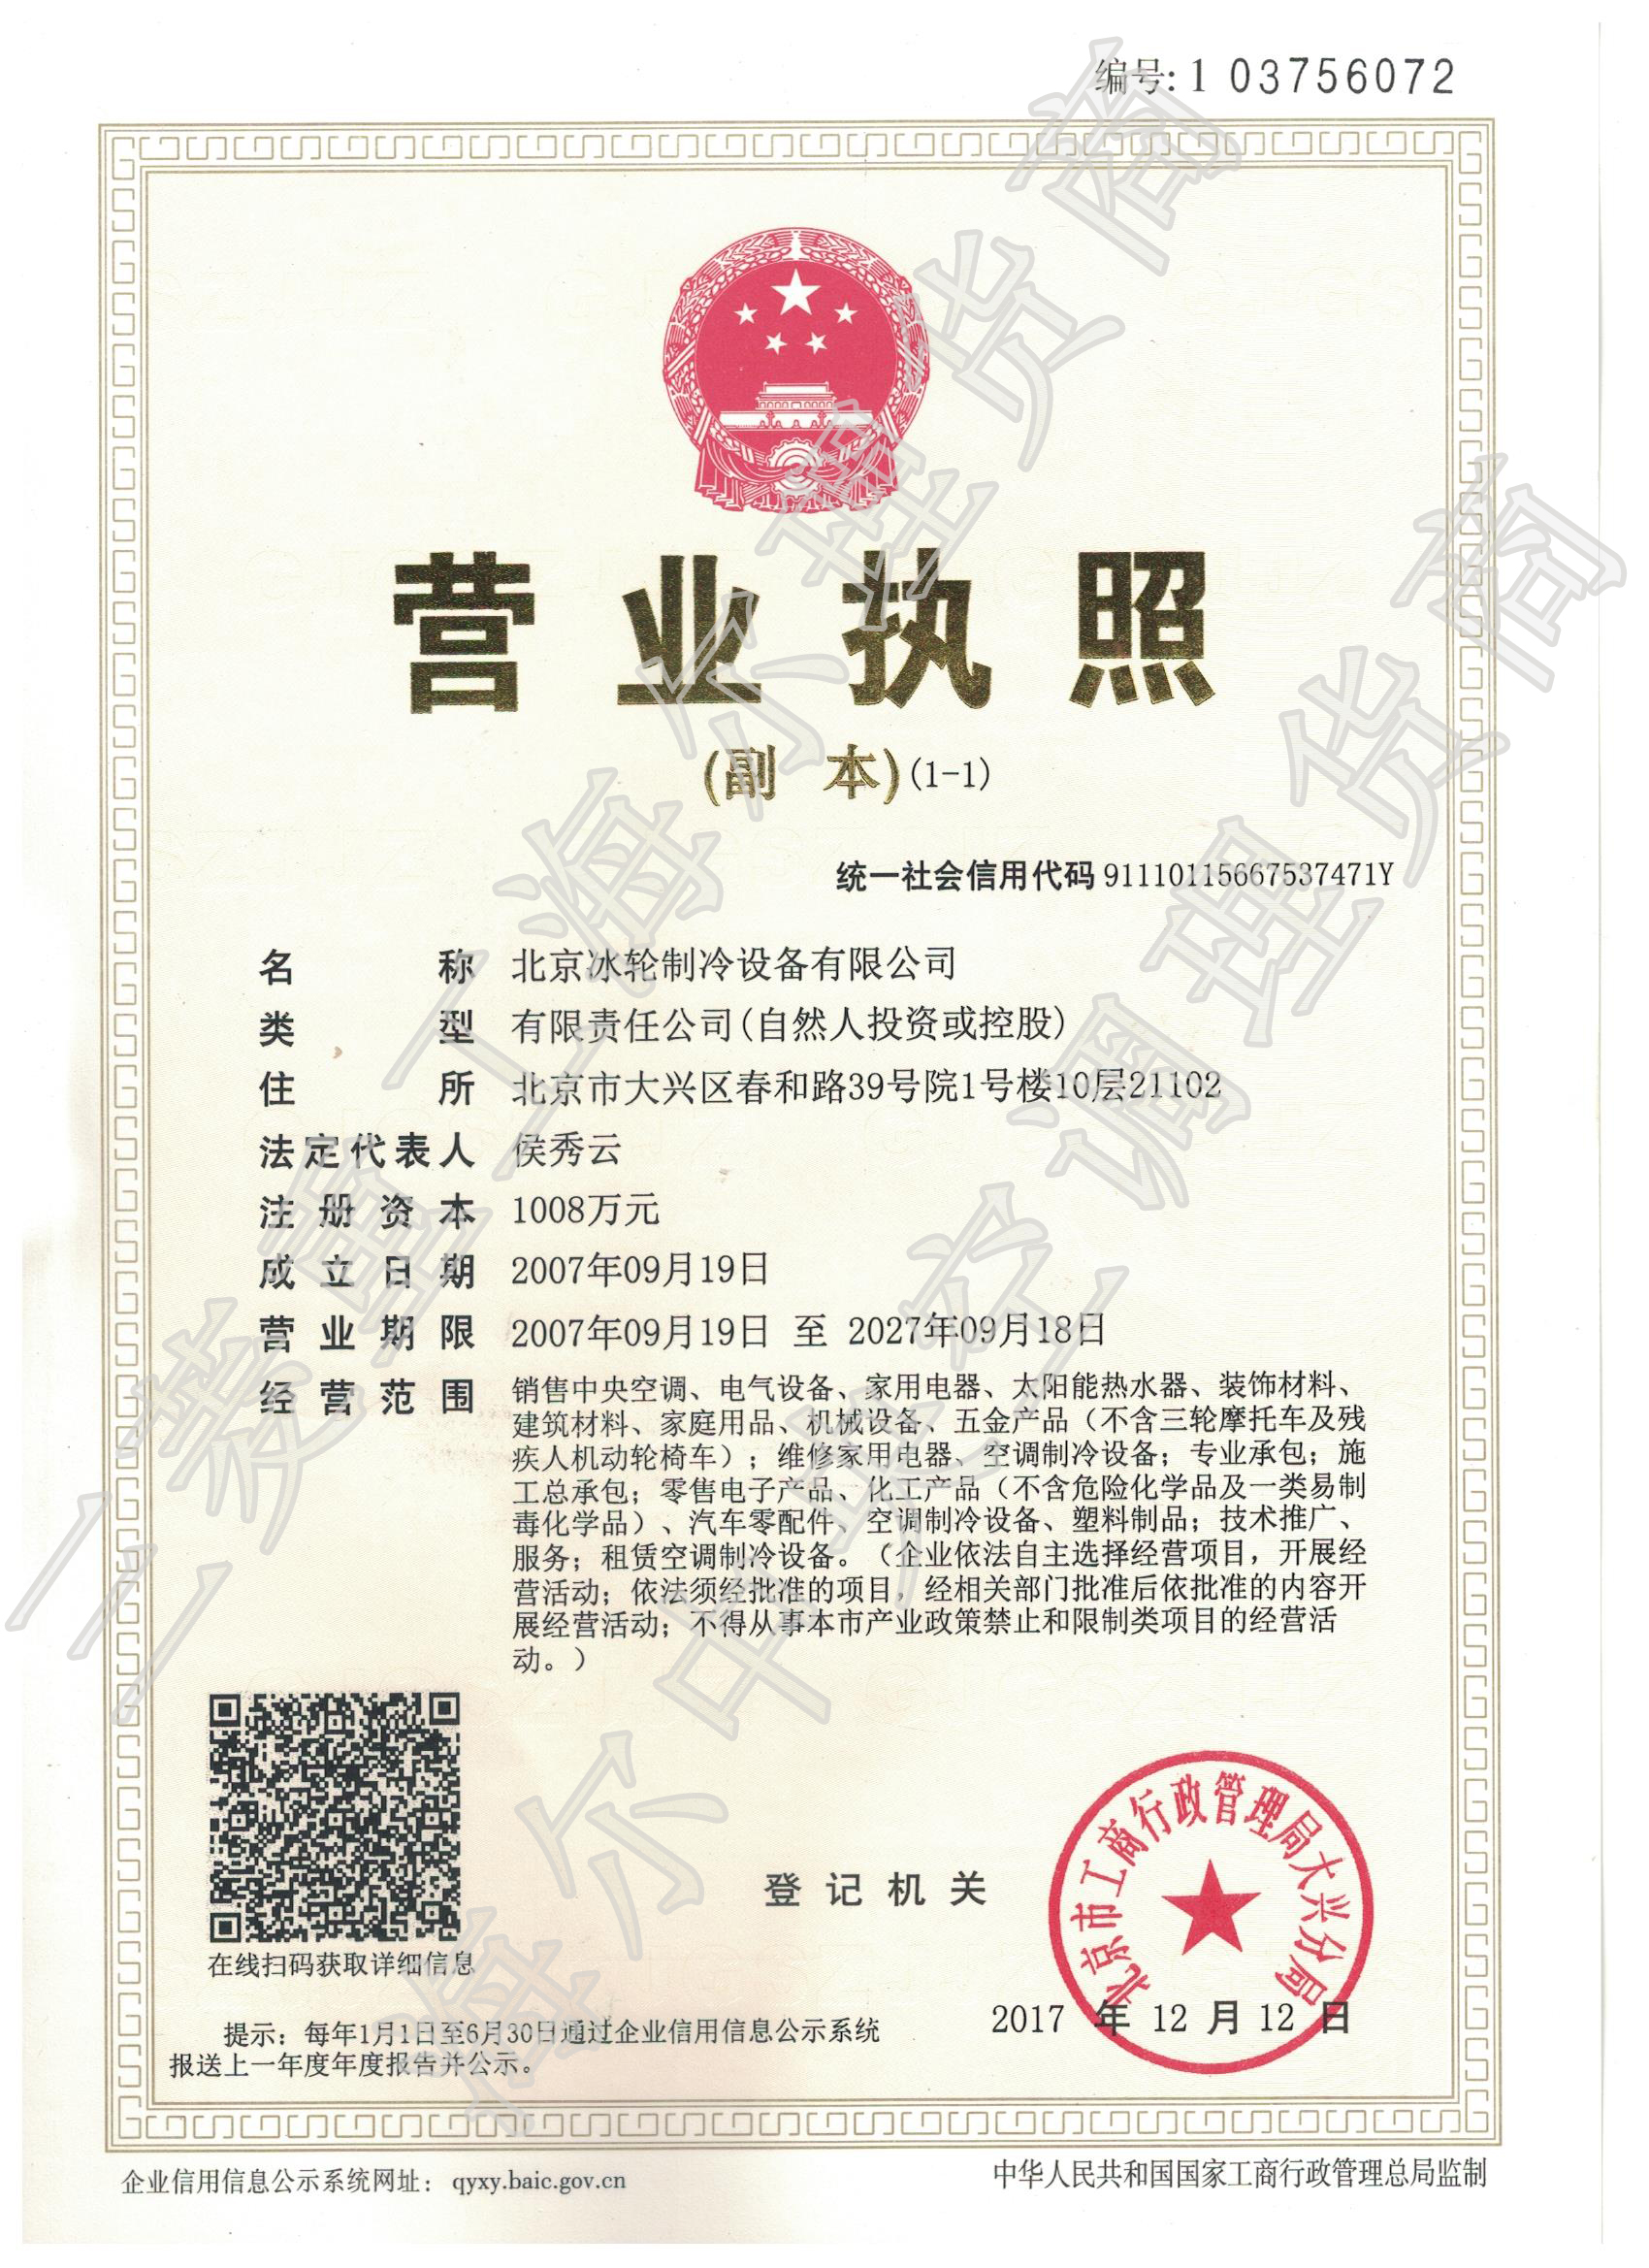 编号: 1 03756072
营业执照
(副 本)(1-1)
统一社会信用代码 91110115667537471Y
名称 北京冰轮制冷设备有限公司
类型 有限责任公司(自然人投资或控股)
住所 北京市大兴区春和路39号院1号楼10层21102
法定代表人 侯秀云
注册资本 1008万元
成立日期 2007年09月19日
营业期限 2007年09月19日 至 2027年09月18日
经营范围 销售中央空调、电气设备、家用电器、太阳能热水器、装饰材料、
建筑材料、家庭用品、机械设备、五金产品（不含三轮摩托车及残
疾人机动轮椅车）；维修家用电器、空调制冷设备；专业承包；施
工总承包；零售电子产品、化工产品（不含危险化学品及一类易制
毒化学品）、汽车零配件、空调制冷设备、塑料制品；技术推广、
服务；租赁空调制冷设备。（企业依法自主选择经营项目，开展经
营活动；依法须经批准的项目，经相关部门批准后依批准的内容开
展经营活动；不得从事本市产业政策禁止和限制类项目的经营活
动。）
在线扫码获取详细信息
登记机关
北京市工商行政管理局大兴分局
2017 年 12 月 12 日
提示：每年1月1日至6月30日通过企业信用信息公示系统
报送上一年度年度报告并公示。
企业信用信息公示系统网址： qyxy.baic.gov.cn
中华人民共和国国家工商行政管理总局监制
三菱重工海尔理货商
海尔中央空调理货商